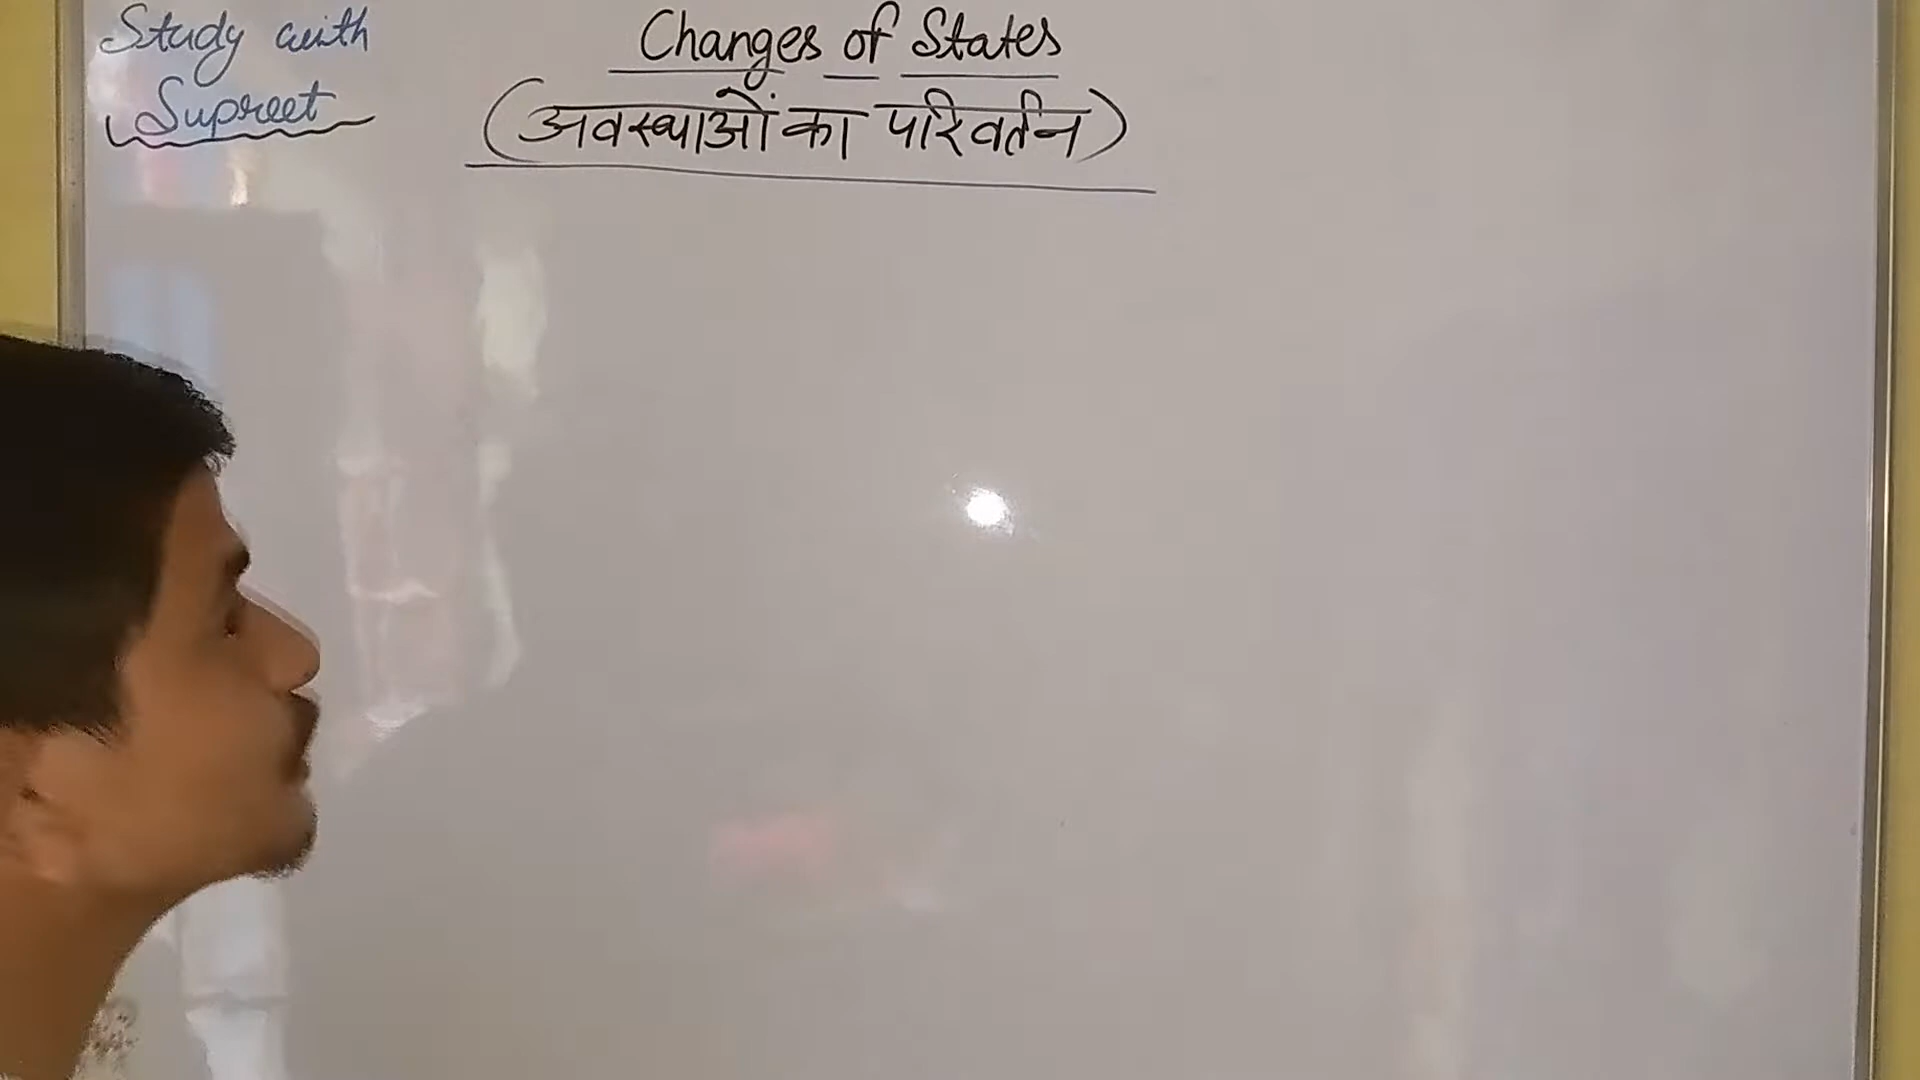 Study with
Supreet
Changes of States
(अवस्थाओं का परिवर्तन)